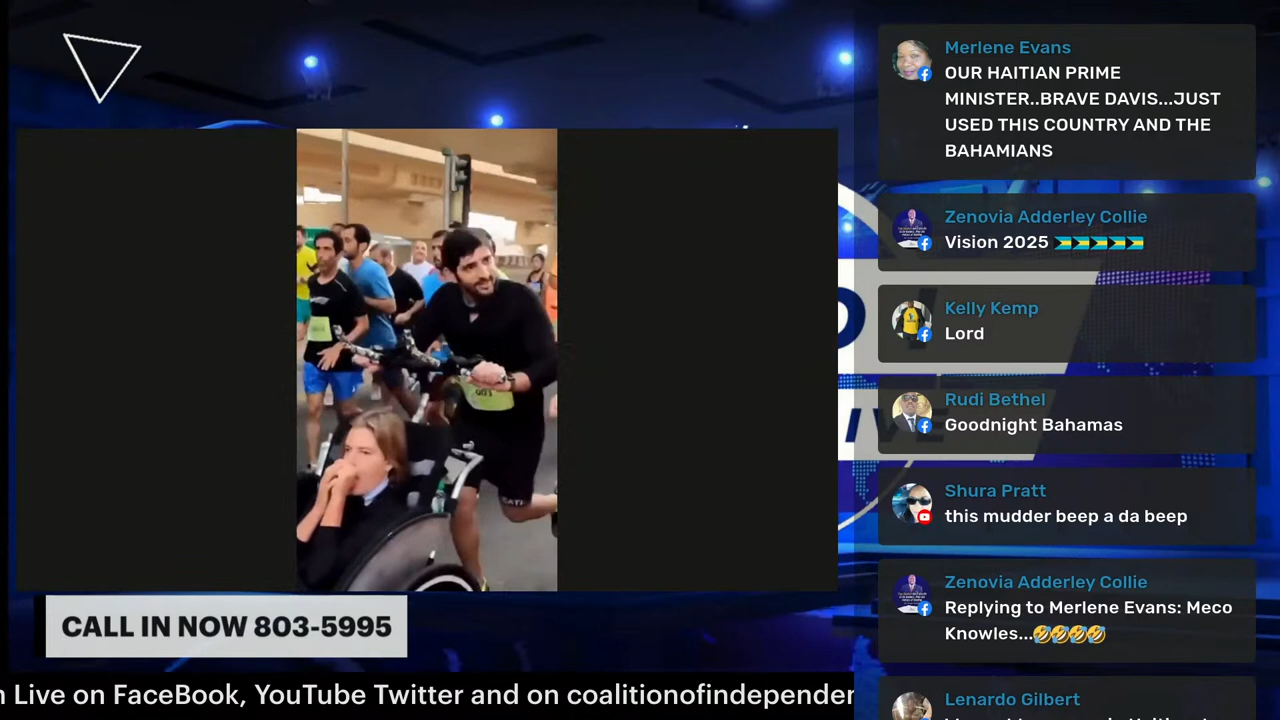 Merlene Evans
OUR HAITIAN PRIME
MINISTER..BRAVE DAVIS...JUST
USED THIS COUNTRY AND THE
BAHAMIANS
Zenovia Adderley Collie
Vision 2025 🇧🇸🇧🇸🇧🇸🇧🇸🇧🇸
Kelly Kemp
Lord
Rudi Bethel
Goodnight Bahamas
Shura Pratt
this mudder beep a da beep
Zenovia Adderley Collie
Replying to Merlene Evans: Meco
Knowles...🤣🤣🤣🤣
Lenardo Gilbert
CALL IN NOW 803-5995
n Live on FaceBook, YouTube Twitter and on coalitionofindependen